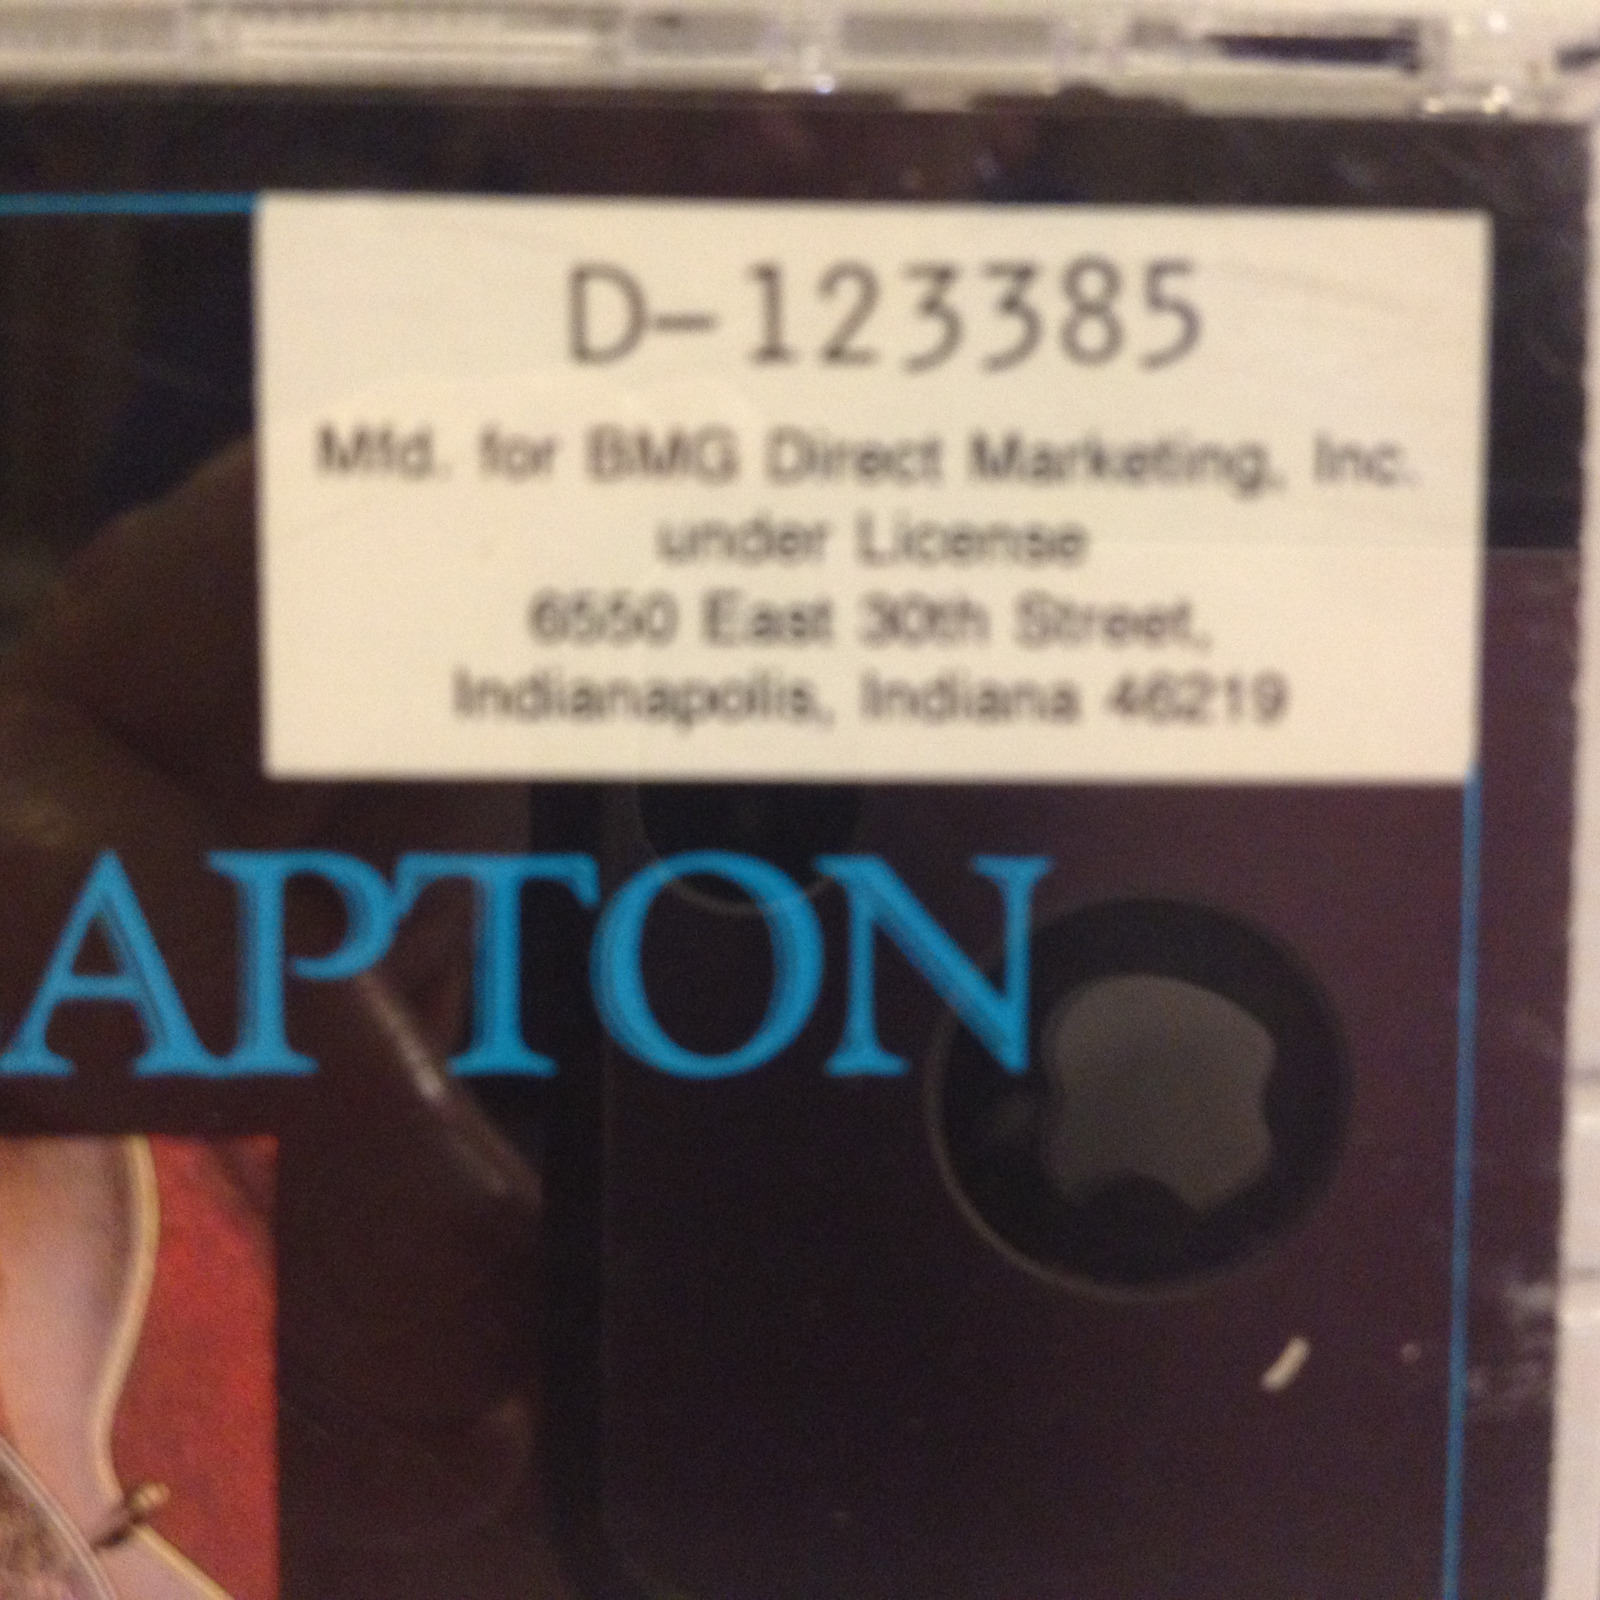 D-123385
Mfd. for BMG Direct Marketing, Inc.
under License
6550 East 30th Street,
Indianapolis, Indiana 46219
APTON